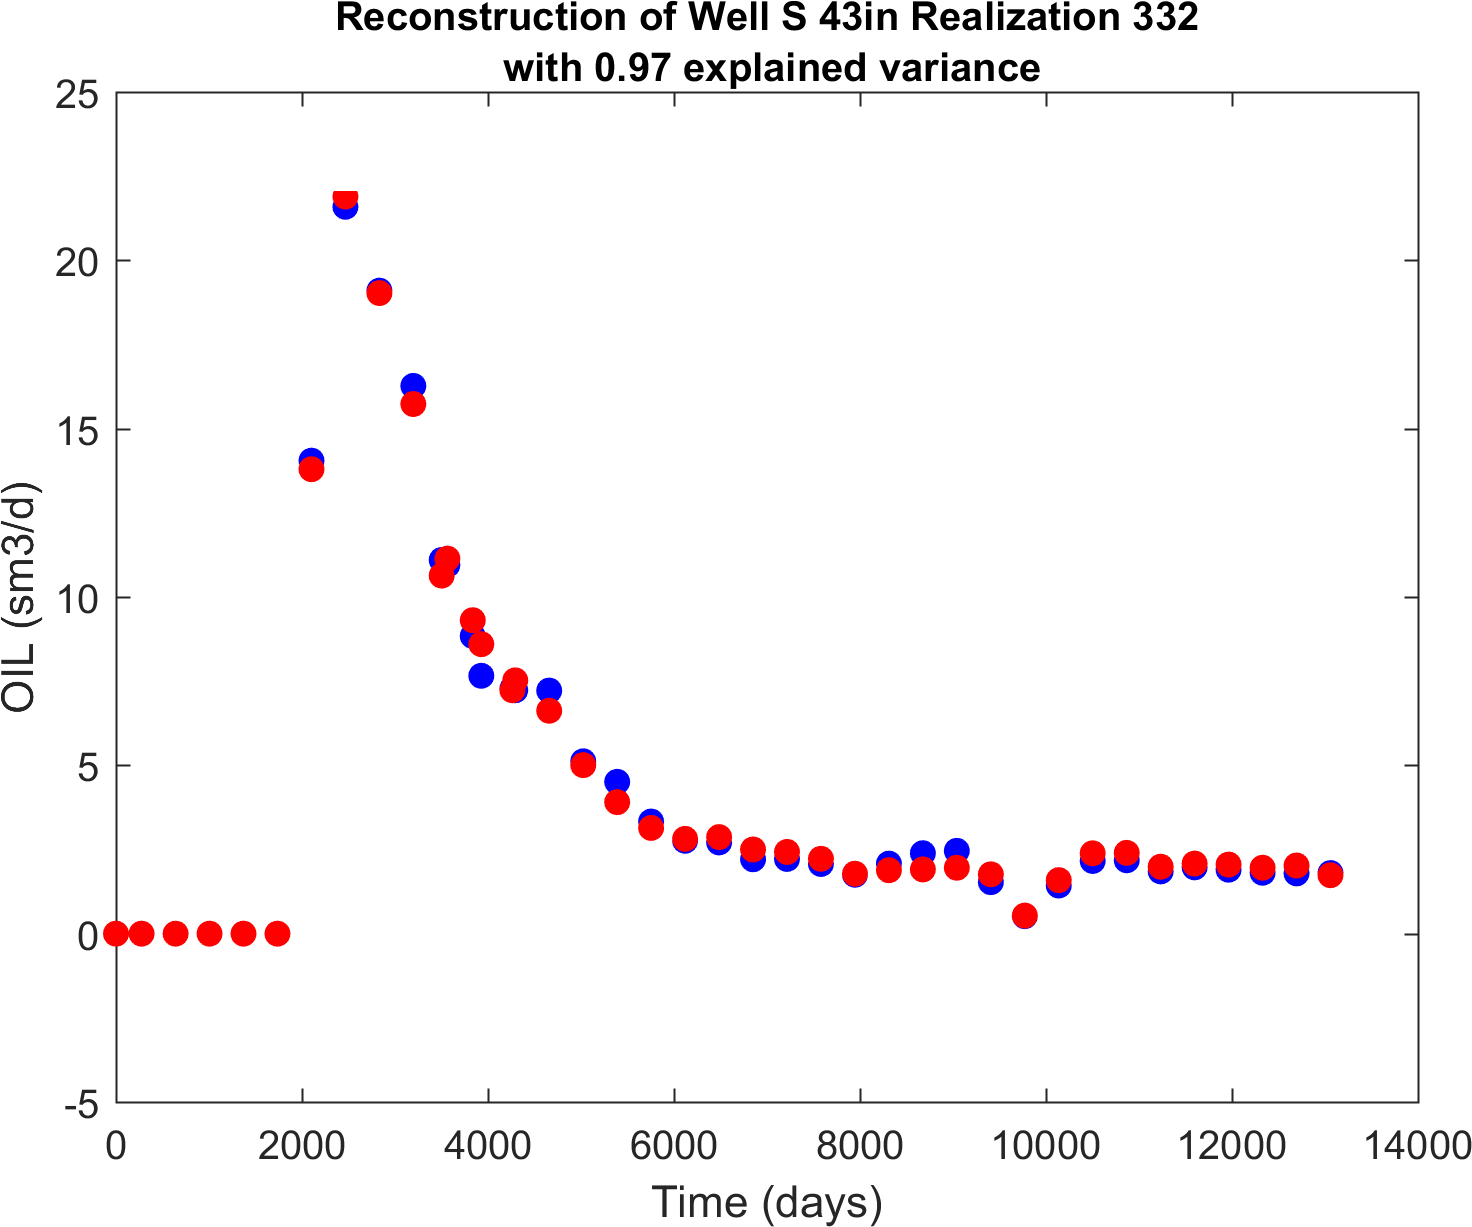 Reconstruction of Well S 43in Realization 332
with 0.97 explained variance
25
20
15
10
5
0
-5
OIL (sm3/d)
0 2000 4000 6000 8000 10000 12000 14000
Time (days)